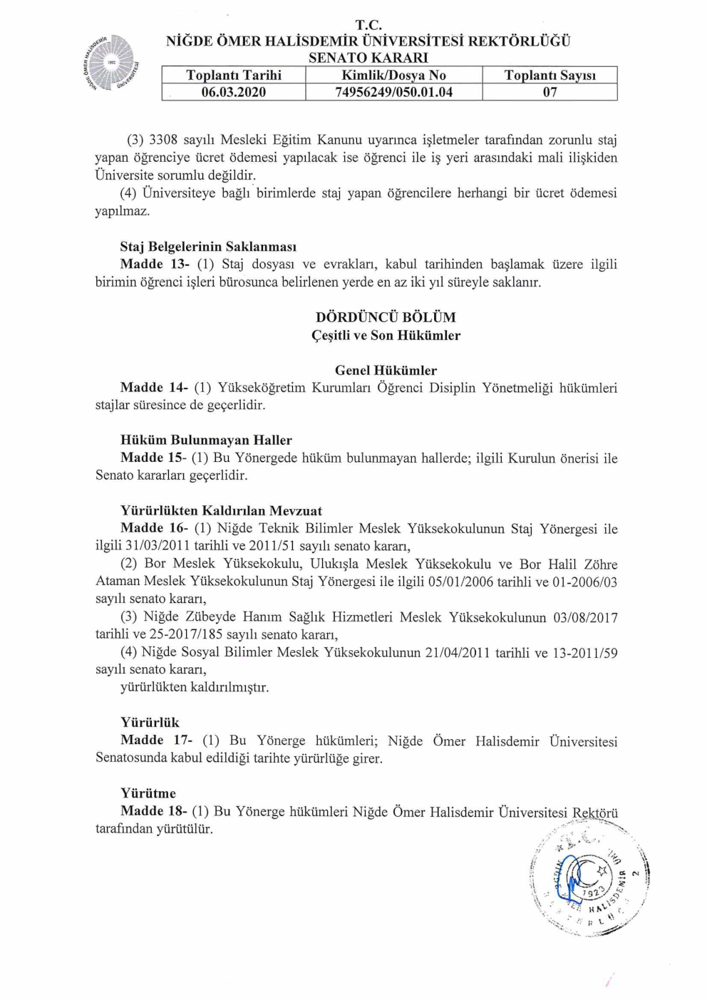 T.C.
NİĞDE ÖMER HALİSDEMİR ÜNİVERSİTESİ REKTÖRLÜĞÜ
SENATO KARARI
Toplantı Tarihi Kimlik/Dosya No Toplantı Sayısı
06.03.2020 74956249/050.01.04 07
NİĞDE ÖMER HALİSDEMİR ÜNİVERSİTESİ
1992
(3) 3308 sayılı Mesleki Eğitim Kanunu uyarınca işletmeler tarafından zorunlu staj
yapan öğrenciye ücret ödemesi yapılacak ise öğrenci ile iş yeri arasındaki mali ilişkiden
Üniversite sorumlu değildir.
(4) Üniversiteye bağlı birimlerde staj yapan öğrencilere herhangi bir ücret ödemesi
yapılmaz.
Staj Belgelerinin Saklanması
Madde 13- (1) Staj dosyası ve evrakları, kabul tarihinden başlamak üzere ilgili
birimin öğrenci işleri bürosunca belirlenen yerde en az iki yıl süreyle saklanır.
DÖRDÜNCÜ BÖLÜM
Çeşitli ve Son Hükümler
Genel Hükümler
Madde 14- (1) Yükseköğretim Kurumları Öğrenci Disiplin Yönetmeliği hükümleri
stajlar süresince de geçerlidir.
Hüküm Bulunmayan Haller
Madde 15- (1) Bu Yönergede hüküm bulunmayan hallerde; ilgili Kurulun önerisi ile
Senato kararları geçerlidir.
Yürürlükten Kaldırılan Mevzuat
Madde 16- (1) Niğde Teknik Bilimler Meslek Yüksekokulunun Staj Yönergesi ile
ilgili 31/03/2011 tarihli ve 2011/51 sayılı senato kararı,
(2) Bor Meslek Yüksekokulu, Ulukışla Meslek Yüksekokulu ve Bor Halil Zöhre
Ataman Meslek Yüksekokulunun Staj Yönergesi ile ilgili 05/01/2006 tarihli ve 01-2006/03
sayılı senato kararı,
(3) Niğde Zübeyde Hanım Sağlık Hizmetleri Meslek Yüksekokulunun 03/08/2017
tarihli ve 25-2017/185 sayılı senato kararı,
(4) Niğde Sosyal Bilimler Meslek Yüksekokulunun 21/04/2011 tarihli ve 13-2011/59
sayılı senato kararı,
yürürlükten kaldırılmıştır.
Yürürlük
Madde 17- (1) Bu Yönerge hükümleri; Niğde Ömer Halisdemir Üniversitesi
Senatosunda kabul edildiği tarihte yürürlüğe girer.
Yürütme
Madde 18- (1) Bu Yönerge hükümleri Niğde Ömer Halisdemir Üniversitesi Rektörü
tarafından yürütülür.
T.C.
HALİSDEMİR
1923
2